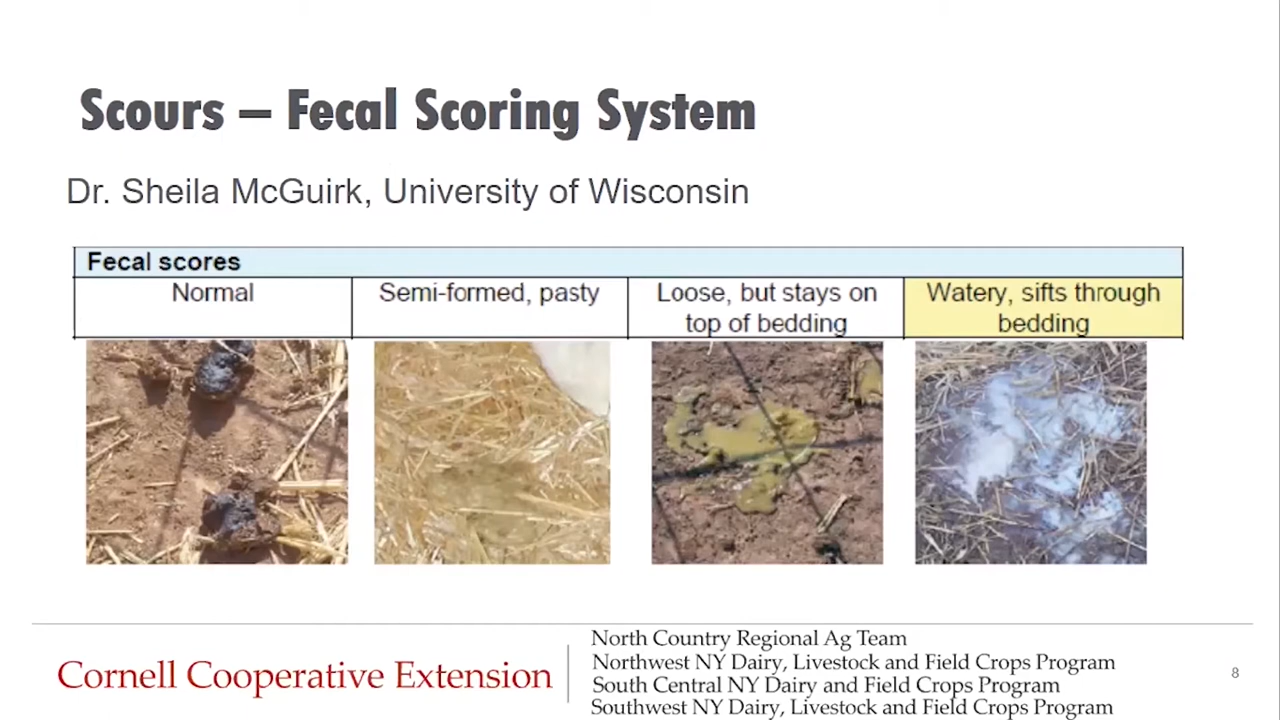 Scours – Fecal Scoring System
Dr. Sheila McGuirk, University of Wisconsin
Fecal scores
Normal
Semi-formed, pasty
Loose, but stays on
top of bedding
Watery, sifts through
bedding
Cornell Cooperative Extension
North Country Regional Ag Team
Northwest NY Dairy, Livestock and Field Crops Program
South Central NY Dairy and Field Crops Program
Southwest NY Dairy, Livestock and Field Crops Program
8